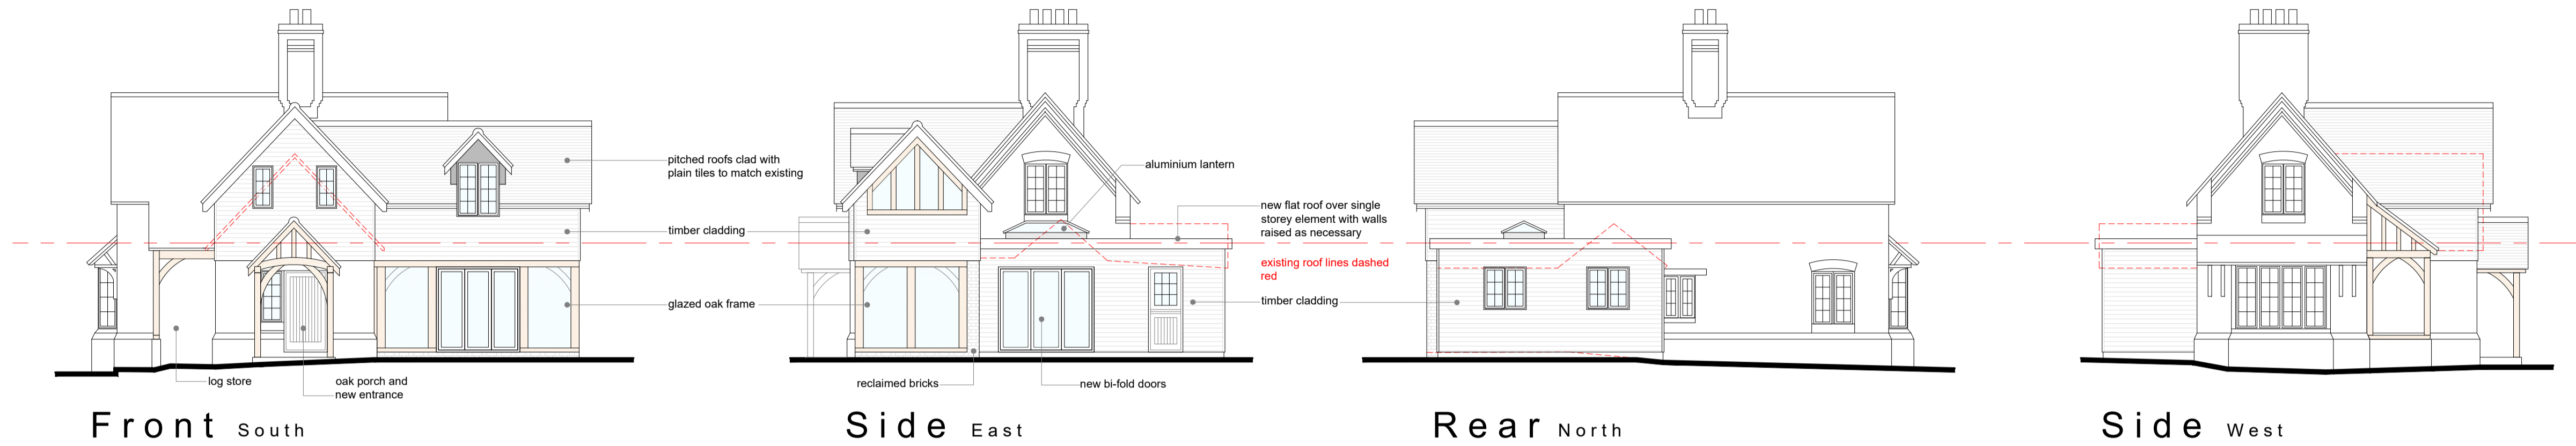 pitched roofs clad with
plain tiles to match existing
timber cladding
glazed oak frame
log store
oak porch and
new entrance
aluminium lantern
new flat roof over single
storey element with walls
raised as necessary
existing roof lines dashed
red
timber cladding
reclaimed bricks
new bi-fold doors
Front South
Side East
Rear North
Side West